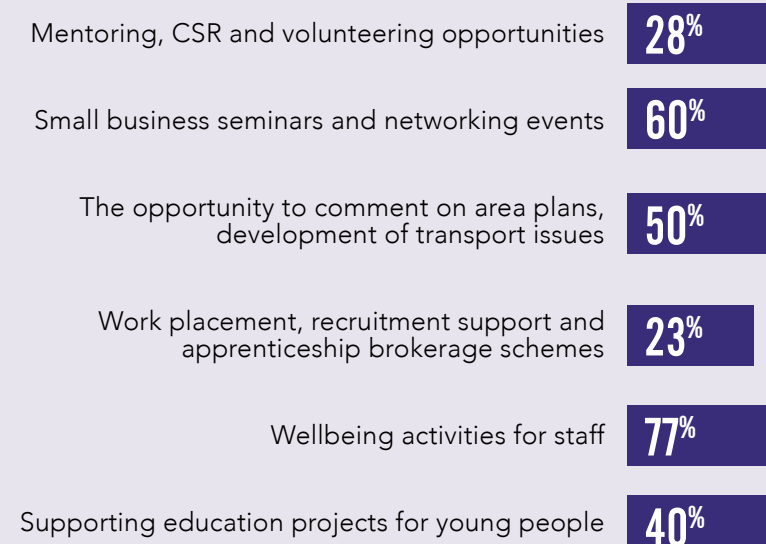 Mentoring, CSR and volunteering opportunities 28%
Small business seminars and networking events 60%
The opportunity to comment on area plans,
development of transport issues 50%
Work placement, recruitment support and
apprenticeship brokerage schemes 23%
Wellbeing activities for staff 77%
Supporting education projects for young people 40%